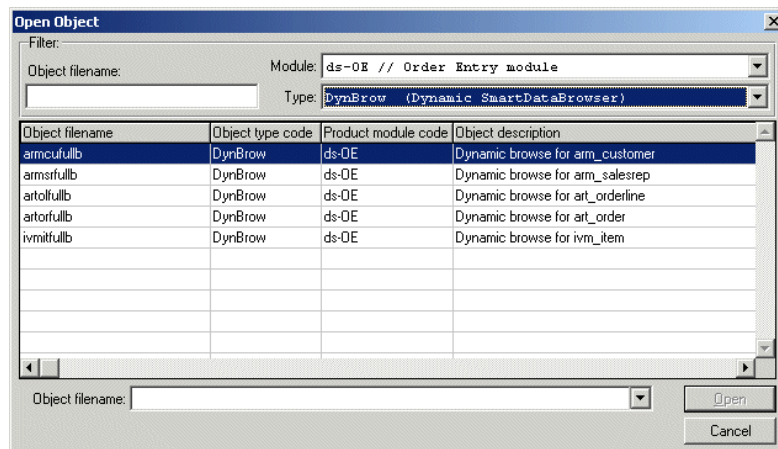 Open Object
Filter:
Object filename:
Module: ds-OE // Order Entry module
Type: DynBrow (Dynamic SmartDataBrowser)
Object filename Object type code Product module code Object description
armcufullb DynBrow ds-OE Dynamic browse for arm_customer
armsrfullb DynBrow ds-OE Dynamic browse for arm_salesrep
artolfullb DynBrow ds-OE Dynamic browse for art_orderline
artorfullb DynBrow ds-OE Dynamic browse for art_order
ivmitfullb DynBrow ds-OE Dynamic browse for ivm_item
Object filename:
Open
Cancel